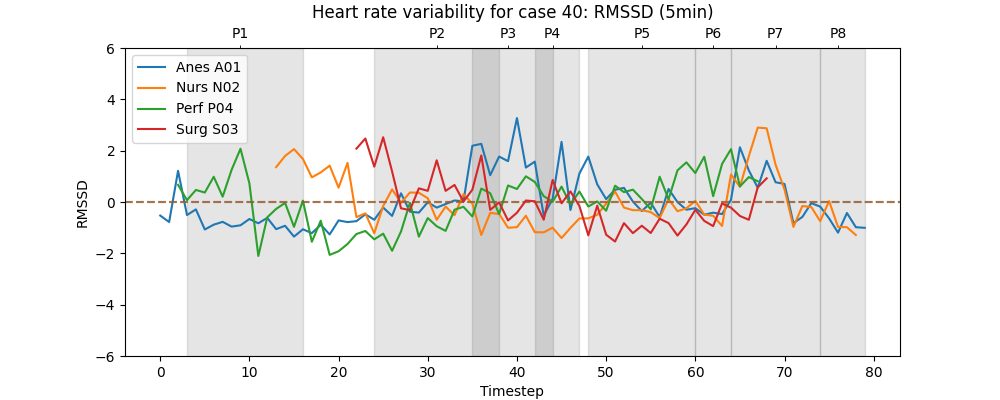 Heart rate variability for case 40: RMSSD (5min)
P1 P2 P3 P4 P5 P6 P7 P8
Anes A01
Nurs N02
Perf P04
Surg S03
RMSSD
6
4
2
0
−2
−4
−6
0 10 20 30 40 50 60 70 80
Timestep